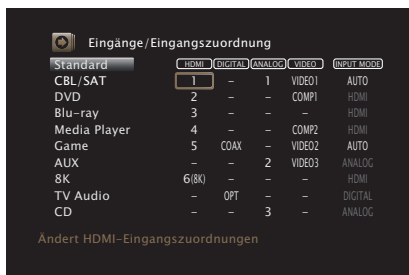 Eingänge/Eingangszuordnung
Standard HDMI DIGITAL ANALOG VIDEO INPUT MODE
CBL/SAT 1 – 1 VIDEO1 AUTO
DVD 2 – – COMP1 HDMI
Blu-ray 3 – – – HDMI
Media Player 4 – – COMP2 HDMI
Game 5 COAX – VIDEO2 AUTO
AUX – – 2 VIDEO3 ANALOG
8K 6(8K) – – – HDMI
TV Audio – OPT – – DIGITAL
CD – – 3 – ANALOG
Ändert HDMI-Eingangszuordnungen